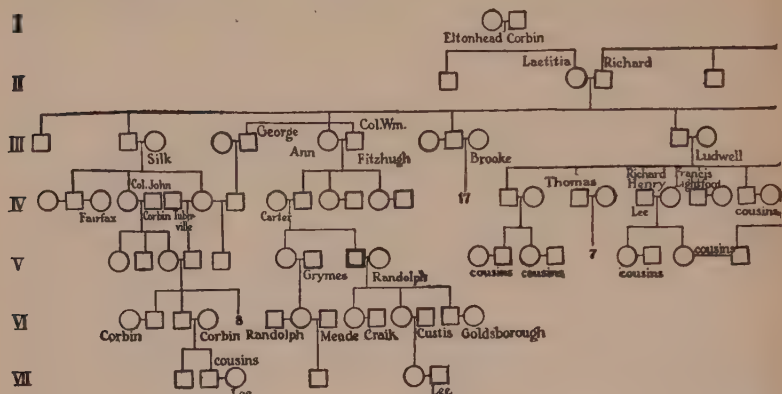 I
Eltonhead Corbin
II
Laetitia Richard
III
Silk George Ann Col.Wm. Fitzhugh Brooke Ludwell
IV
Fairfax Col. John Corbin Tuberville Carter 17 Thomas Richard Henry Lee Francis Lightfoot cousins
V
Grymes Randolph cousins cousins 7 cousins cousins
VI
Corbin Corbin 8 Randolph Meade Craik Custis Goldsborough
VII
cousins Lee Lee